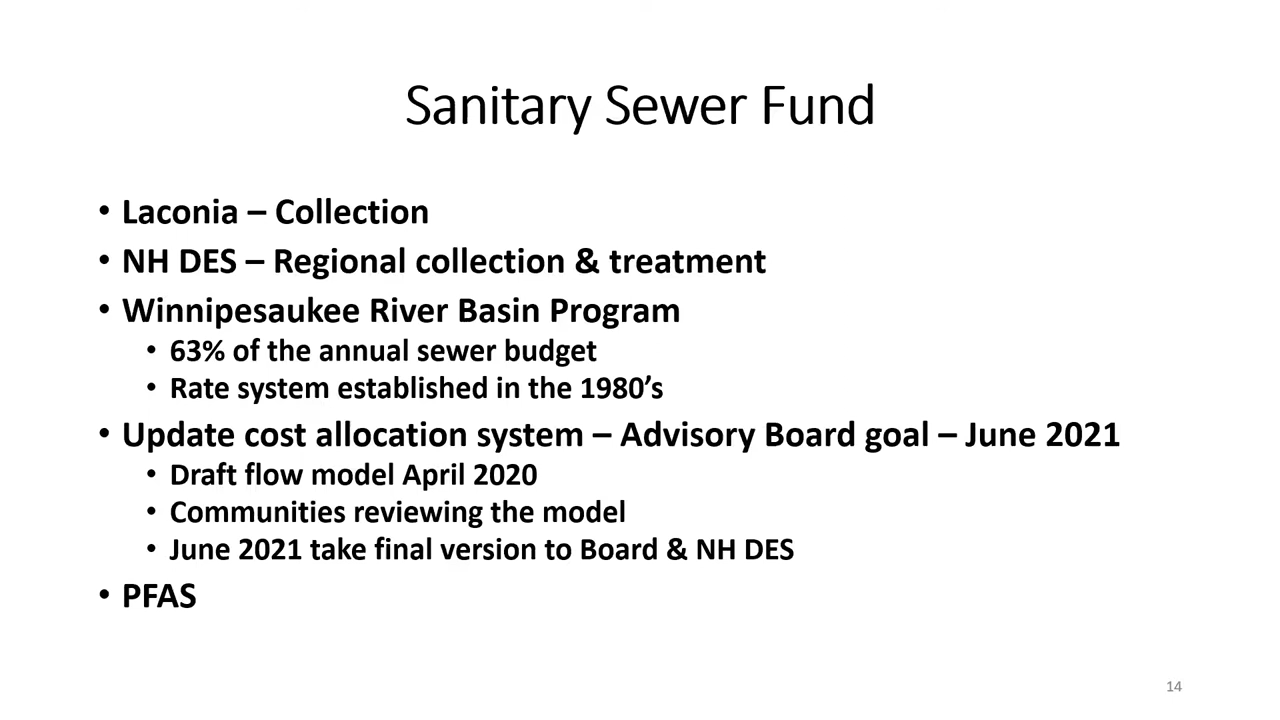 Sanitary Sewer Fund
• Laconia – Collection
• NH DES – Regional collection & treatment
• Winnipesaukee River Basin Program
• 63% of the annual sewer budget
• Rate system established in the 1980’s
• Update cost allocation system – Advisory Board goal – June 2021
• Draft flow model April 2020
• Communities reviewing the model
• June 2021 take final version to Board & NH DES
• PFAS
14